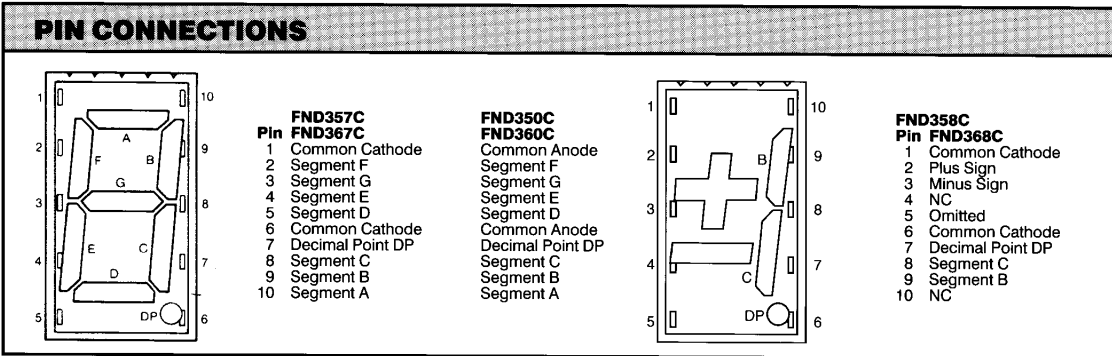 PIN CONNECTIONS
1
2
3
4
5
10
9
8
7
6
A
F
B
G
E
C
D
DP
FND357C FND350C
Pin FND367C FND360C
1 Common Cathode Common Anode
2 Segment F Segment F
3 Segment G Segment G
4 Segment E Segment E
5 Segment D Segment D
6 Common Cathode Common Anode
7 Decimal Point DP Decimal Point DP
8 Segment C Segment C
9 Segment B Segment B
10 Segment A Segment A
1
2
3
4
5
10
9
8
7
6
B
C
DP
FND358C
Pin FND368C
1 Common Cathode
2 Plus Sign
3 Minus Sign
4 NC
5 Omitted
6 Common Cathode
7 Decimal Point DP
8 Segment C
9 Segment B
10 NC